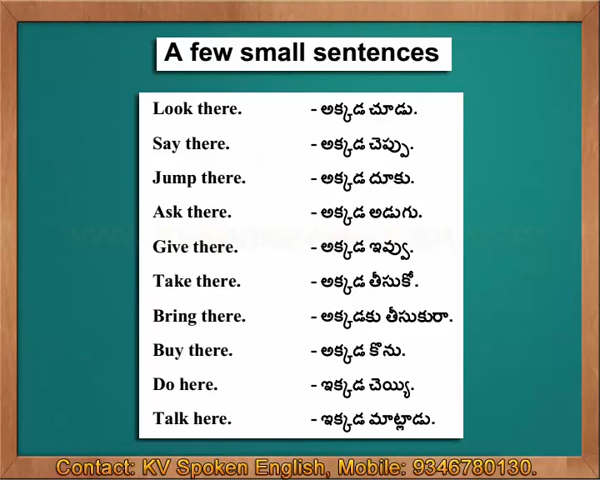 A few small sentences
Look there. - అక్కడ చూడు.
Say there. - అక్కడ చెప్పు.
Jump there. - అక్కడ దూకు.
Ask there. - అక్కడ అడుగు.
Give there. - అక్కడ ఇవ్వు.
Take there. - అక్కడ తీసుకో.
Bring there. - అక్కడకు తీసుకురా.
Buy there. - అక్కడ కొను.
Do here. - ఇక్కడ చెయ్యి.
Talk here. - ఇక్కడ మాట్లాడు.
Contact: KV Spoken English, Mobile: 9346780130.